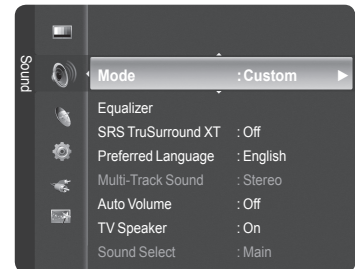 Sound
Mode : Custom
Equalizer
SRS TruSurround XT : Off
Preferred Language : English
Multi-Track Sound : Stereo
Auto Volume : Off
TV Speaker : On
Sound Select : Main